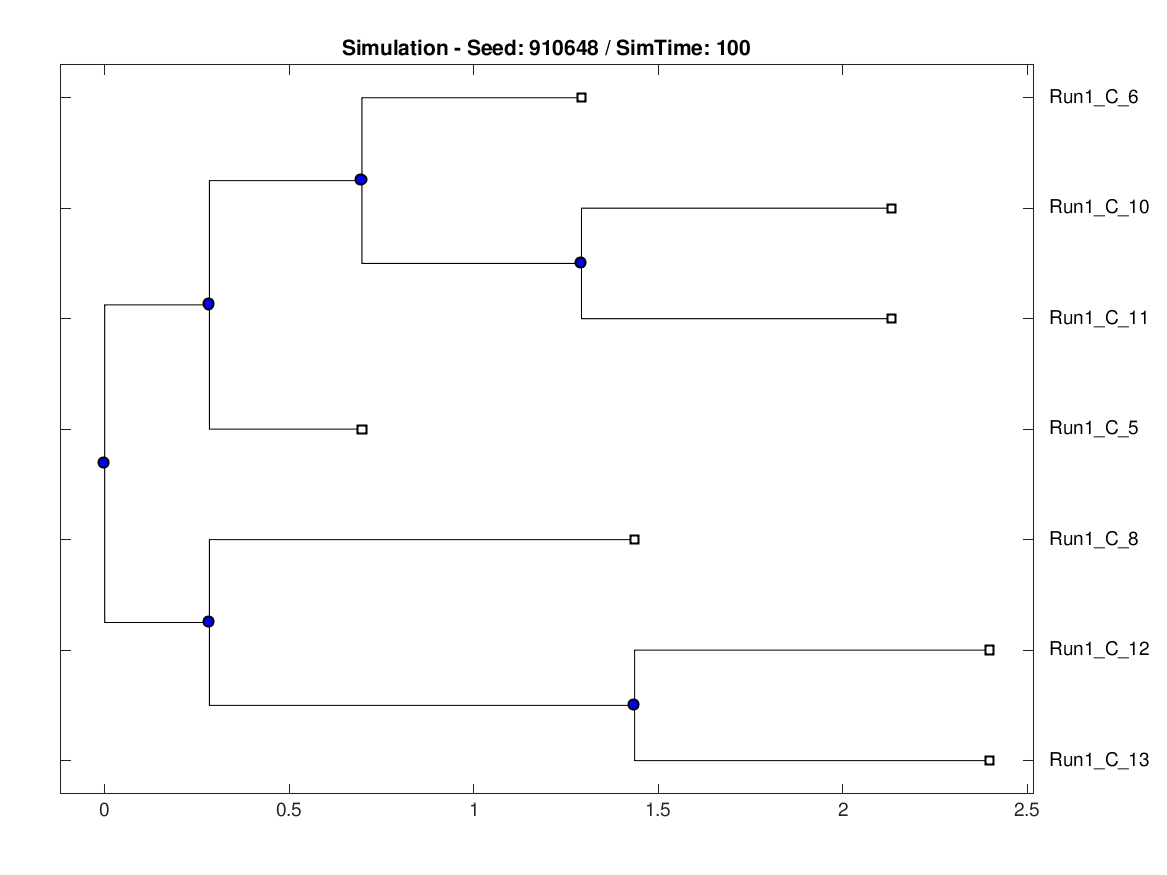 Simulation - Seed: 910648 / SimTime: 100
Run1_C_6
Run1_C_10
Run1_C_11
Run1_C_5
Run1_C_8
Run1_C_12
Run1_C_13
0 0.5 1 1.5 2 2.5